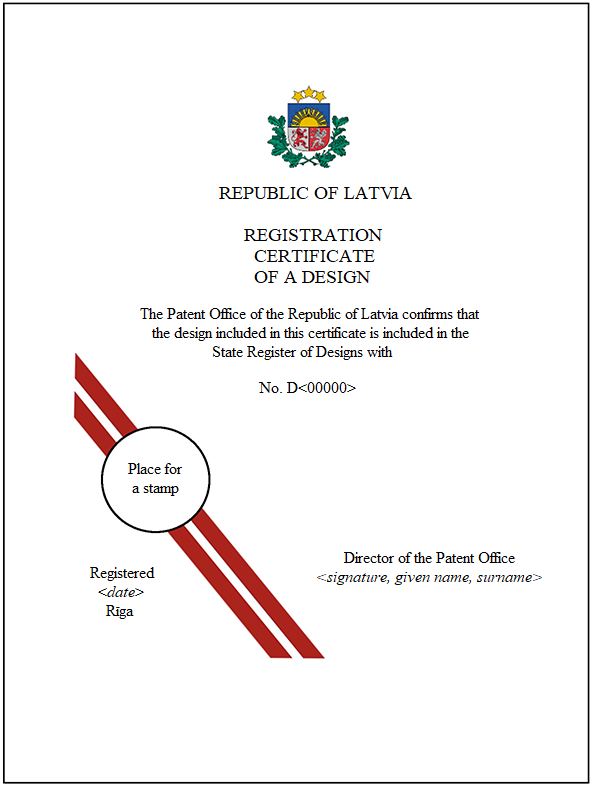 REPUBLIC OF LATVIA
REGISTRATION
CERTIFICATE
OF A DESIGN
The Patent Office of the Republic of Latvia confirms that
the design included in this certificate is included in the
State Register of Designs with
No. D<00000>
Place for
a stamp
Registered
<date>
Rīga
Director of the Patent Office
<signature, given name, surname>